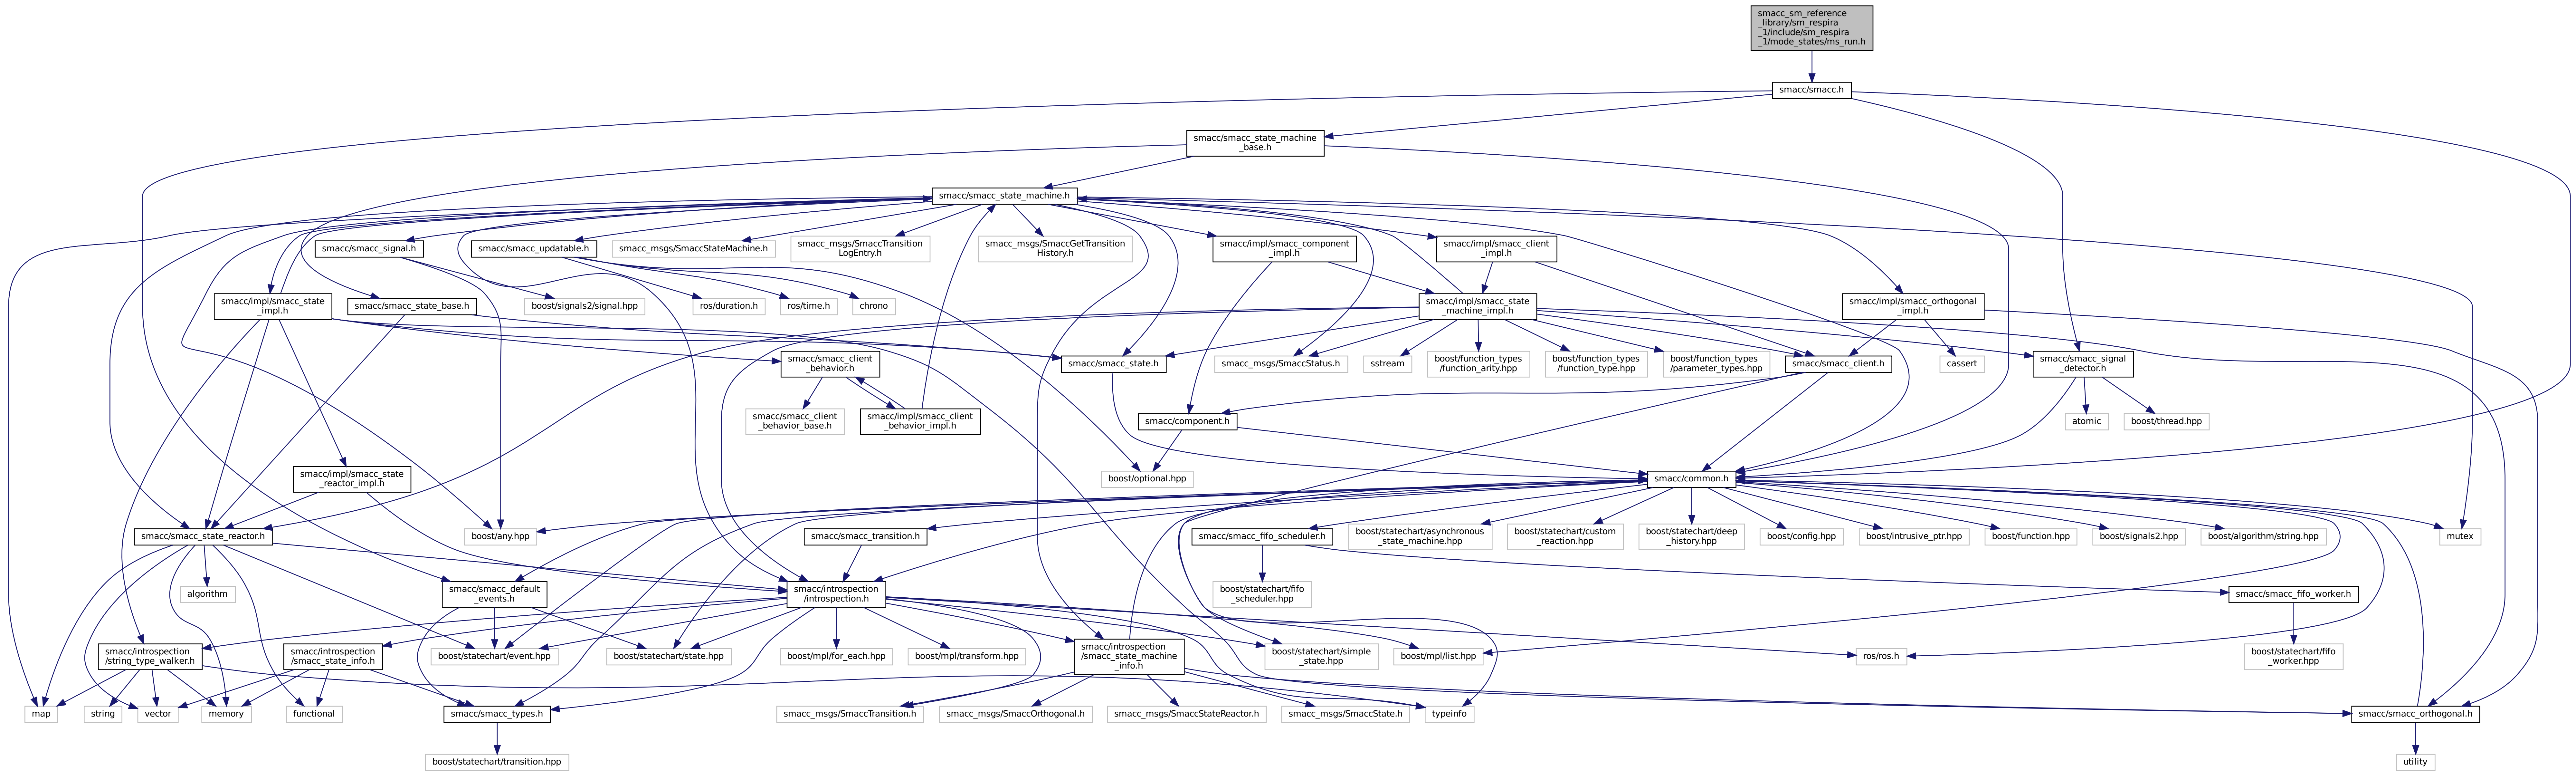 smacc_sm_reference
_library/sm_respira
_1/include/sm_respira
_1/mode_states/ms_run.h
smacc/smacc.h
smacc/smacc_state_machine
_base.h
smacc/smacc_state_machine.h
smacc/smacc_signal.h
smacc/smacc_updatable.h
smacc_msgs/SmaccStateMachine.h
smacc_msgs/SmaccTransition
LogEntry.h
smacc_msgs/SmaccGetTransition
History.h
smacc/impl/smacc_component
_impl.h
smacc/impl/smacc_client
_impl.h
smacc/impl/smacc_state
_impl.h
smacc/smacc_state_base.h
boost/signals2/signal.hpp
ros/duration.h
ros/time.h
chrono
smacc/impl/smacc_state
_machine_impl.h
smacc/impl/smacc_orthogonal
_impl.h
smacc/smacc_client
_behavior.h
smacc/smacc_state.h
smacc_msgs/SmaccStatus.h
sstream
boost/function_types
/function_arity.hpp
boost/function_types
/function_type.hpp
boost/function_types
/parameter_types.hpp
smacc/smacc_client.h
cassert
smacc/smacc_signal
_detector.h
smacc/smacc_client
_behavior_base.h
smacc/impl/smacc_client
_behavior_impl.h
smacc/component.h
atomic
boost/thread.hpp
smacc/impl/smacc_state
_reactor_impl.h
boost/optional.hpp
smacc/common.h
smacc/smacc_state_reactor.h
boost/any.hpp
smacc/smacc_transition.h
smacc/smacc_fifo_scheduler.h
boost/statechart/asynchronous
_state_machine.hpp
boost/statechart/custom
_reaction.hpp
boost/statechart/deep
_history.hpp
boost/config.hpp
boost/intrusive_ptr.hpp
boost/function.hpp
boost/signals2.hpp
boost/algorithm/string.hpp
mutex
algorithm
smacc/smacc_default
_events.h
smacc/introspection
/introspection.h
boost/statechart/fifo
_scheduler.hpp
smacc/smacc_fifo_worker.h
smacc/introspection
/string_type_walker.h
smacc/introspection
/smacc_state_info.h
boost/statechart/event.hpp
boost/statechart/state.hpp
boost/mpl/for_each.hpp
boost/mpl/transform.hpp
smacc/introspection
/smacc_state_machine
_info.h
boost/statechart/simple
_state.hpp
boost/mpl/list.hpp
ros/ros.h
boost/statechart/fifo
_worker.hpp
map
string
vector
memory
functional
smacc/smacc_types.h
smacc_msgs/SmaccTransition.h
smacc_msgs/SmaccOrthogonal.h
smacc_msgs/SmaccStateReactor.h
smacc_msgs/SmaccState.h
typeinfo
smacc/smacc_orthogonal.h
boost/statechart/transition.hpp
utility